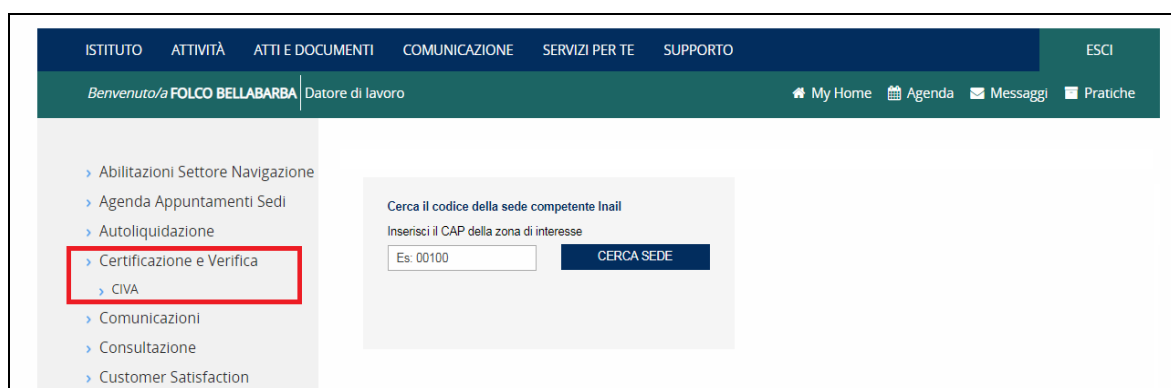 ISTITUTO ATTIVITÀ ATTI E DOCUMENTI COMUNICAZIONE SERVIZI PER TE SUPPORTO ESCI
Benvenuto/a FOLCO BELLABARBA Datore di lavoro My Home Agenda Messaggi Pratiche
Abilitazioni Settore Navigazione
Agenda Appuntamenti Sedi
Autoliquidazione
Certificazione e Verifica
CIVA
Comunicazioni
Consultazione
Customer Satisfaction
Cerca il codice della sede competente Inail
Inserisci il CAP della zona di interesse
Es: 00100 CERCA SEDE